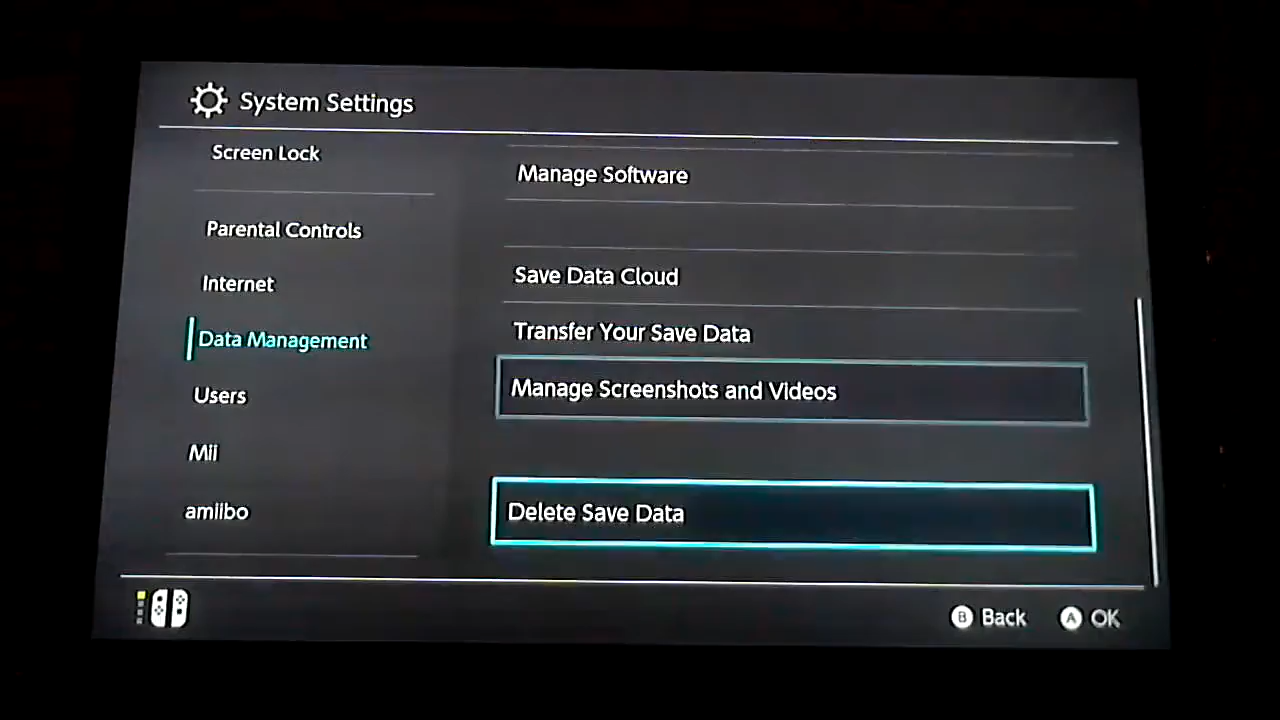 System Settings
Screen Lock
Parental Controls
Internet
Data Management
Users
Mii
amiibo
Manage Software
Save Data Cloud
Transfer Your Save Data
Manage Screenshots and Videos
Delete Save Data
B Back
A OK